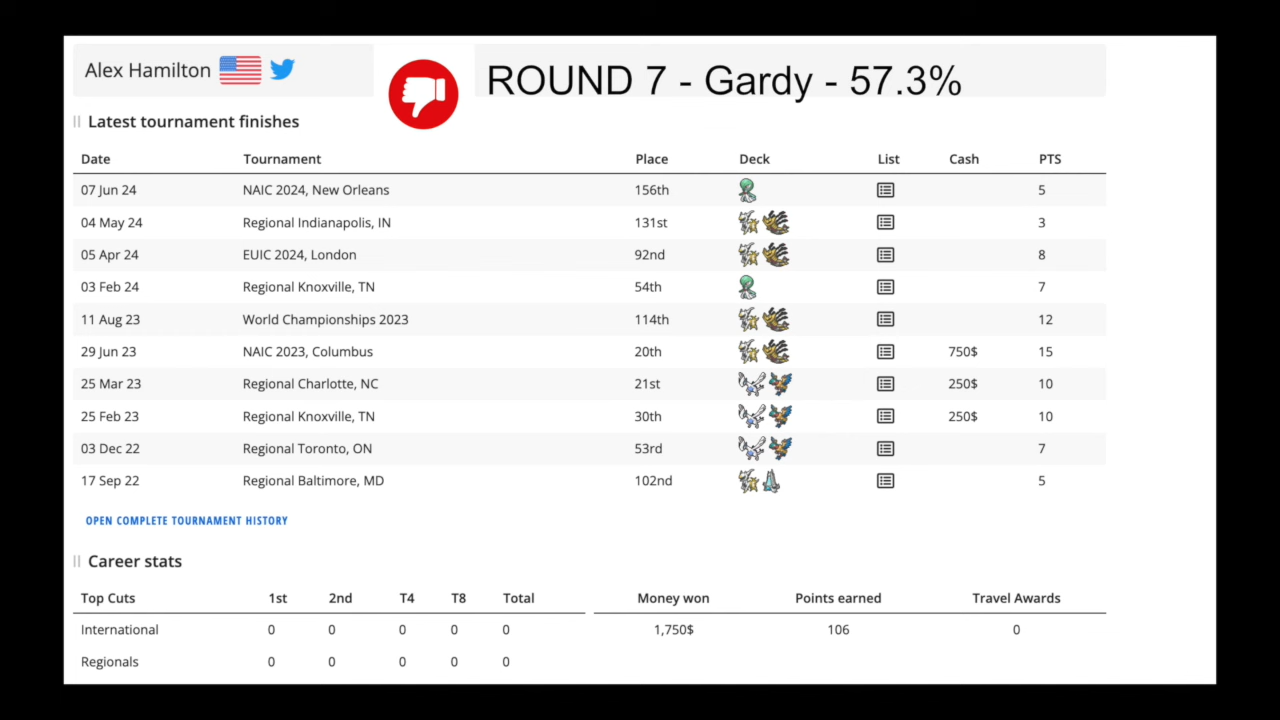 Alex Hamilton
ROUND 7 - Gardy - 57.3%
Latest tournament finishes
Date Tournament Place Deck List Cash PTS
07 Jun 24 NAIC 2024, New Orleans 156th 5
04 May 24 Regional Indianapolis, IN 131st 3
05 Apr 24 EUIC 2024, London 92nd 8
03 Feb 24 Regional Knoxville, TN 54th 7
11 Aug 23 World Championships 2023 114th 12
29 Jun 23 NAIC 2023, Columbus 20th 750$ 15
25 Mar 23 Regional Charlotte, NC 21st 250$ 10
25 Feb 23 Regional Knoxville, TN 30th 250$ 10
03 Dec 22 Regional Toronto, ON 53rd 7
17 Sep 22 Regional Baltimore, MD 102nd 5
OPEN COMPLETE TOURNAMENT HISTORY
Career stats
Top Cuts 1st 2nd T4 T8 Total Money won Points earned Travel Awards
International 0 0 0 0 0 1,750$ 106 0
Regionals 0 0 0 0 0